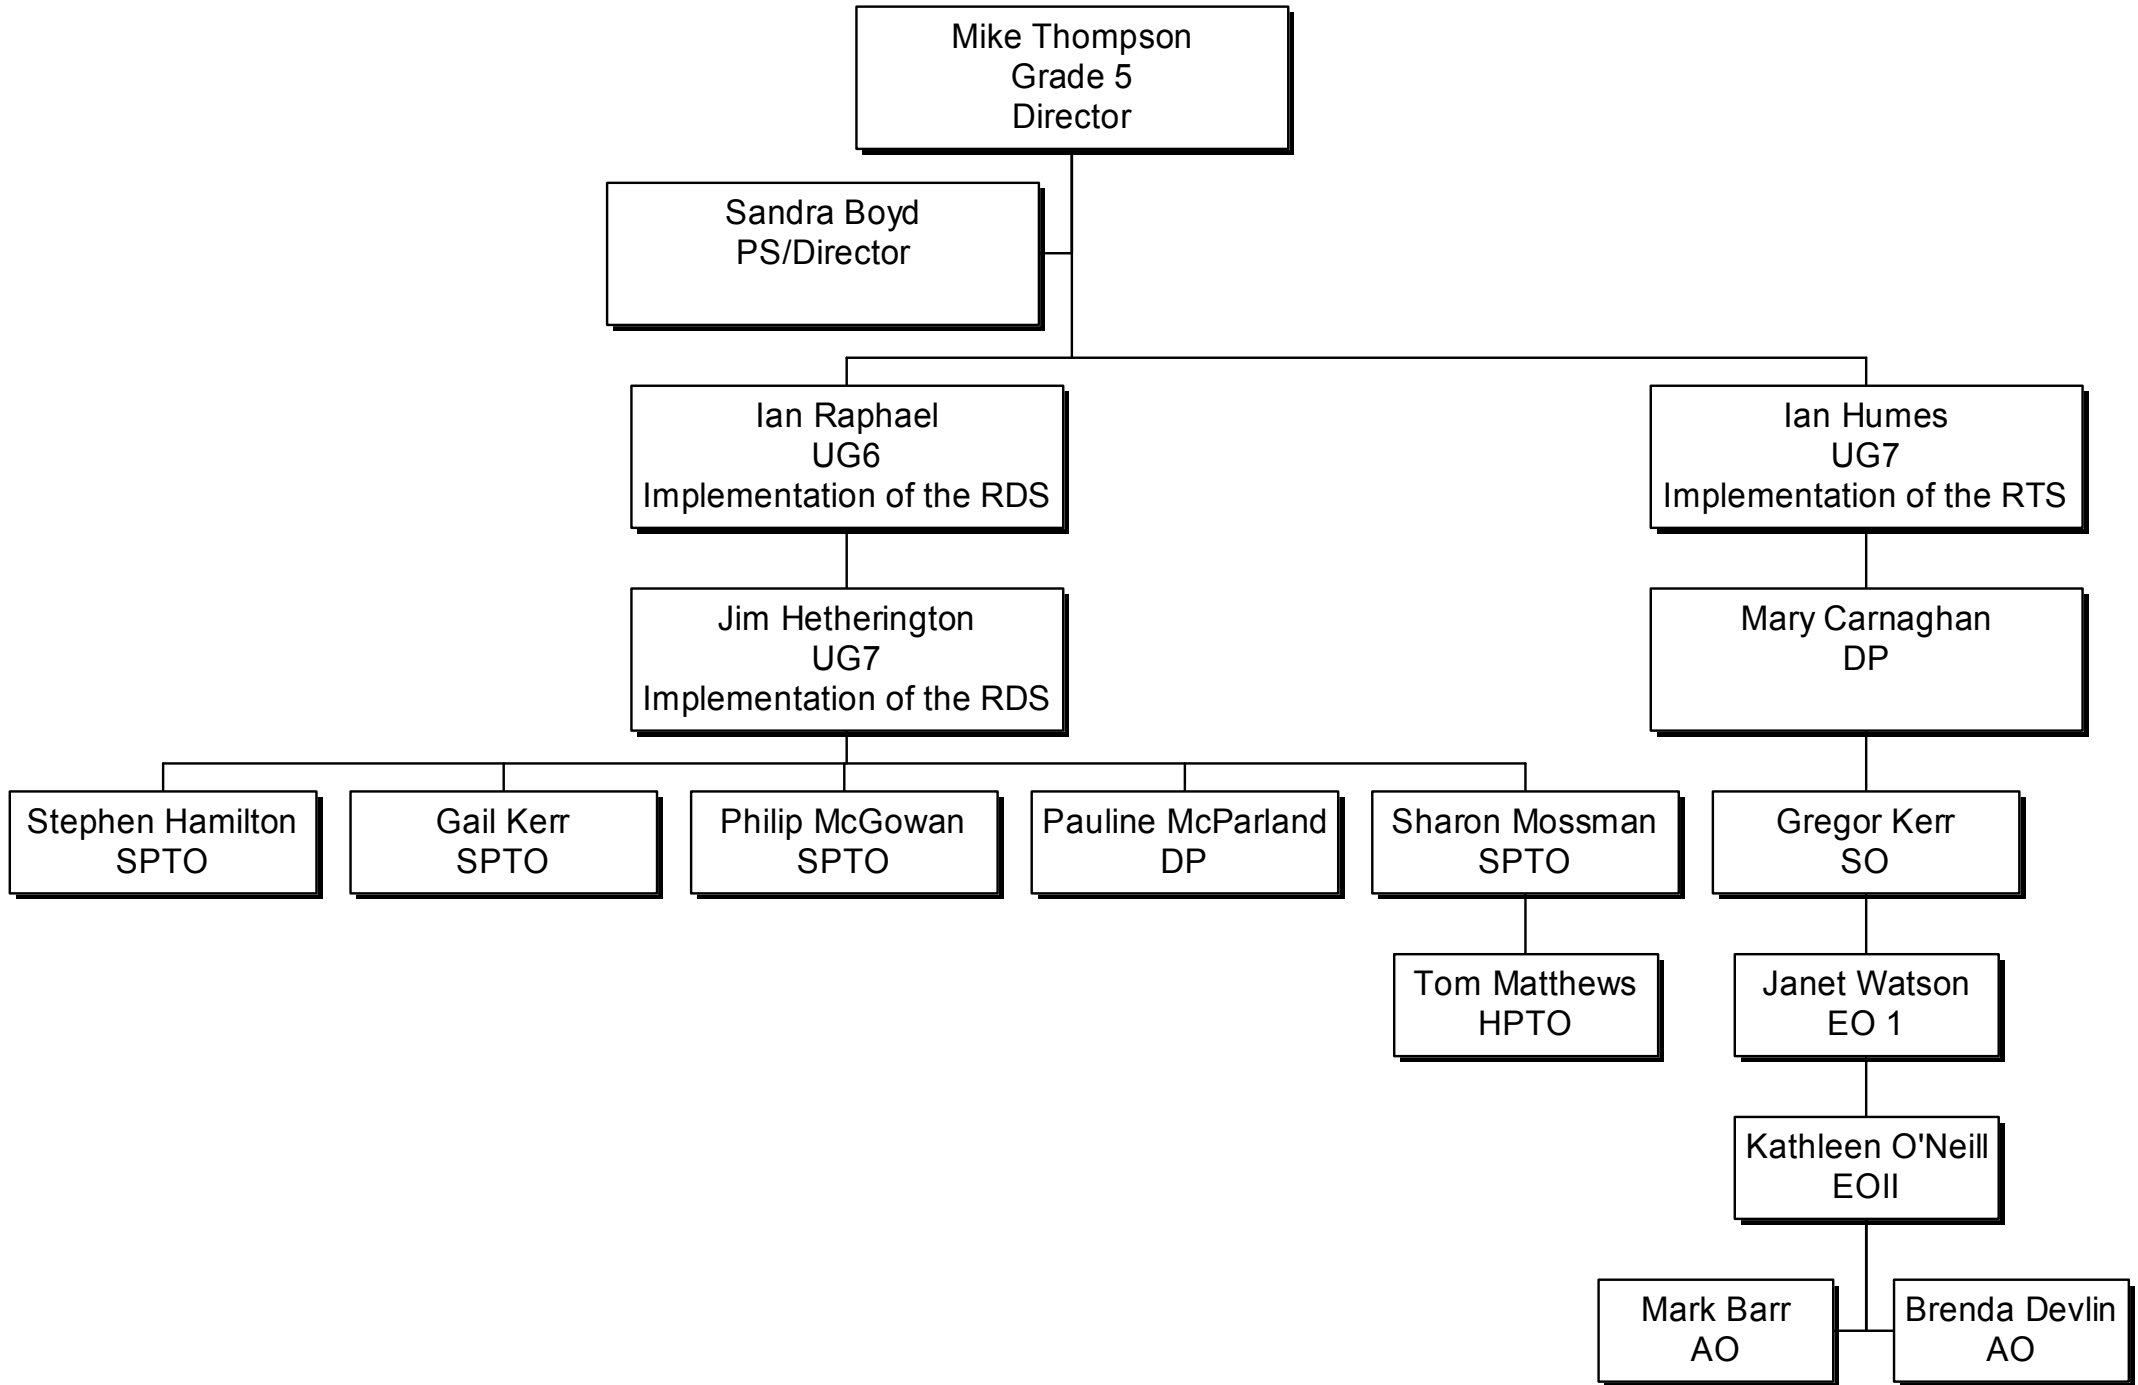 Mike Thompson
Grade 5
Director
Sandra Boyd
PS/Director
Ian Raphael
UG6
Implementation of the RDS
Ian Humes
UG7
Implementation of the RTS
Jim Hetherington
UG7
Implementation of the RDS
Mary Carnaghan
DP
Stephen Hamilton
SPTO
Gail Kerr
SPTO
Philip McGowan
SPTO
Pauline McParland
DP
Sharon Mossman
SPTO
Gregor Kerr
SO
Tom Matthews
HPTO
Janet Watson
EO 1
Kathleen O'Neill
EOII
Mark Barr
AO
Brenda Devlin
AO